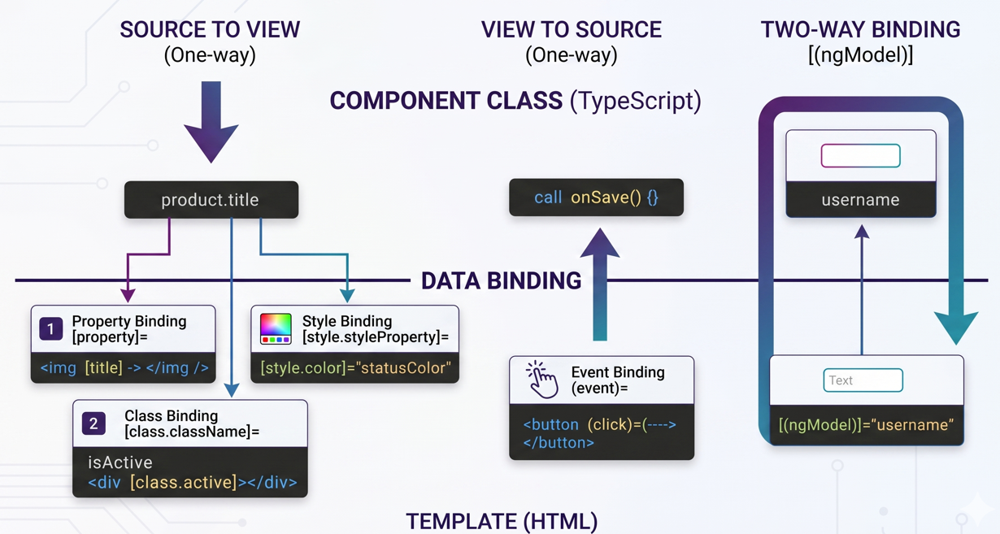 SOURCE TO VIEW
(One-way)
VIEW TO SOURCE
(One-way)
TWO-WAY BINDING
[(ngModel)]
COMPONENT CLASS (TypeScript)
product.title
call onSave() {}
username
DATA BINDING
1
Property Binding
[property]=
<img [title] -> </img />
Style Binding
[style.styleProperty]=
[style.color]="statusColor"
2
Class Binding
[class.className]=
isActive
<div [class.active]></div>
Event Binding
(event)=
<button (click)=(---->
</button>
Text
[(ngModel)]="username"
TEMPLATE (HTML)